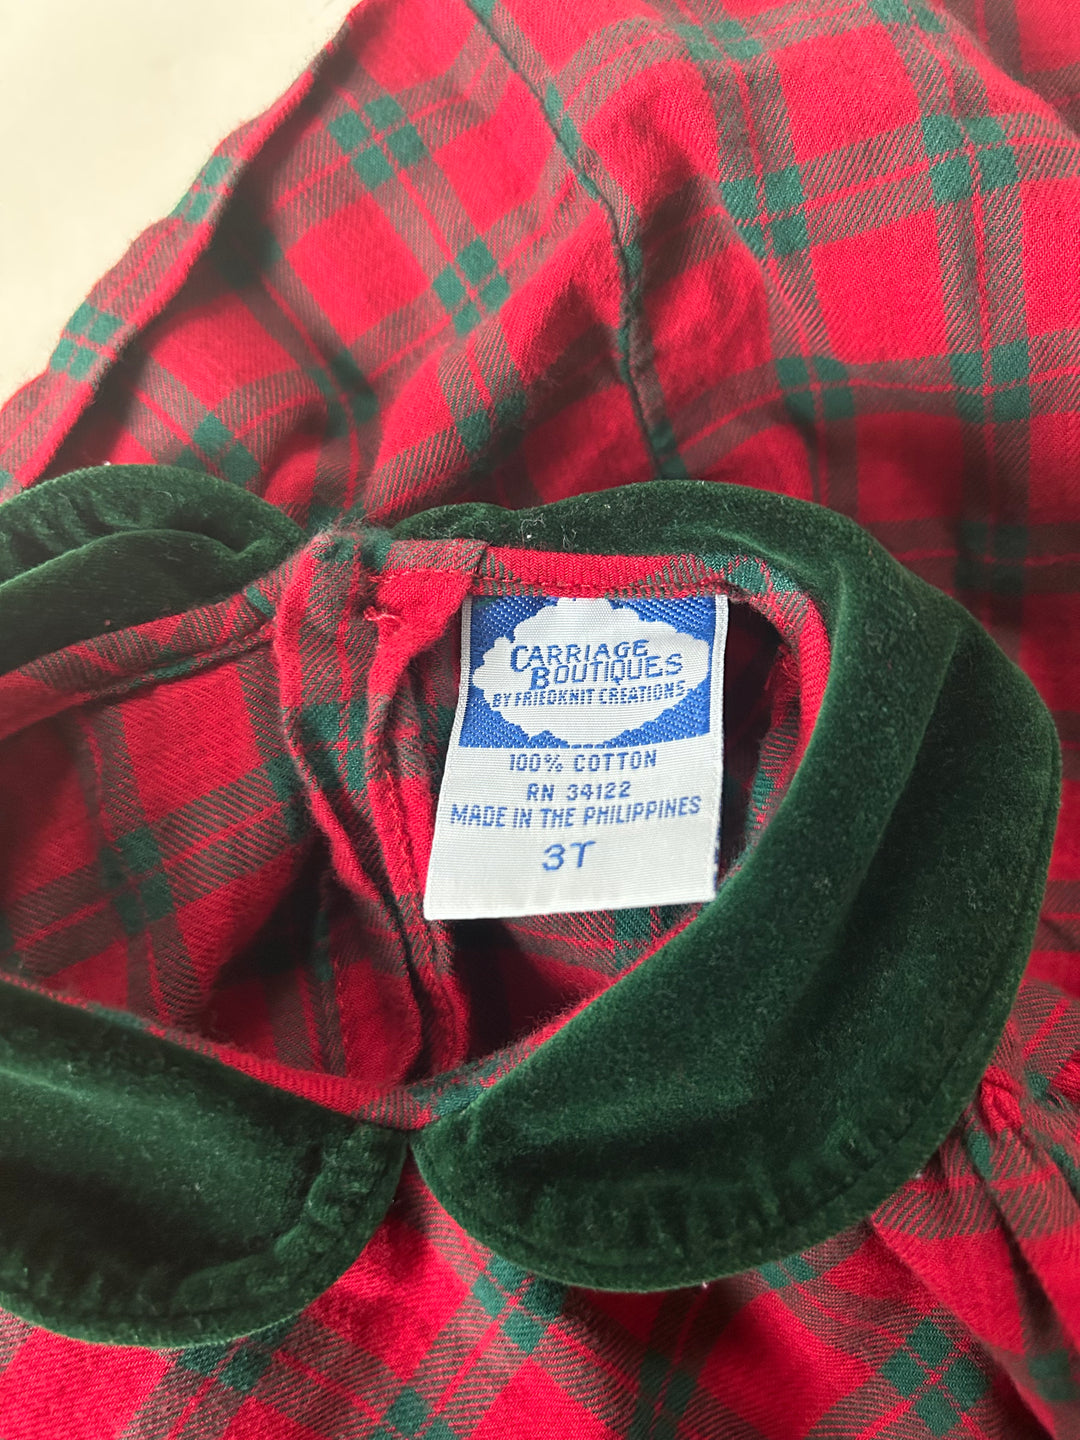 CARRIAGE
BOUTIQUES
BY FRIEDKNIT CREATIONS
100% COTTON
RN 34122
MADE IN THE PHILIPPINES
3T